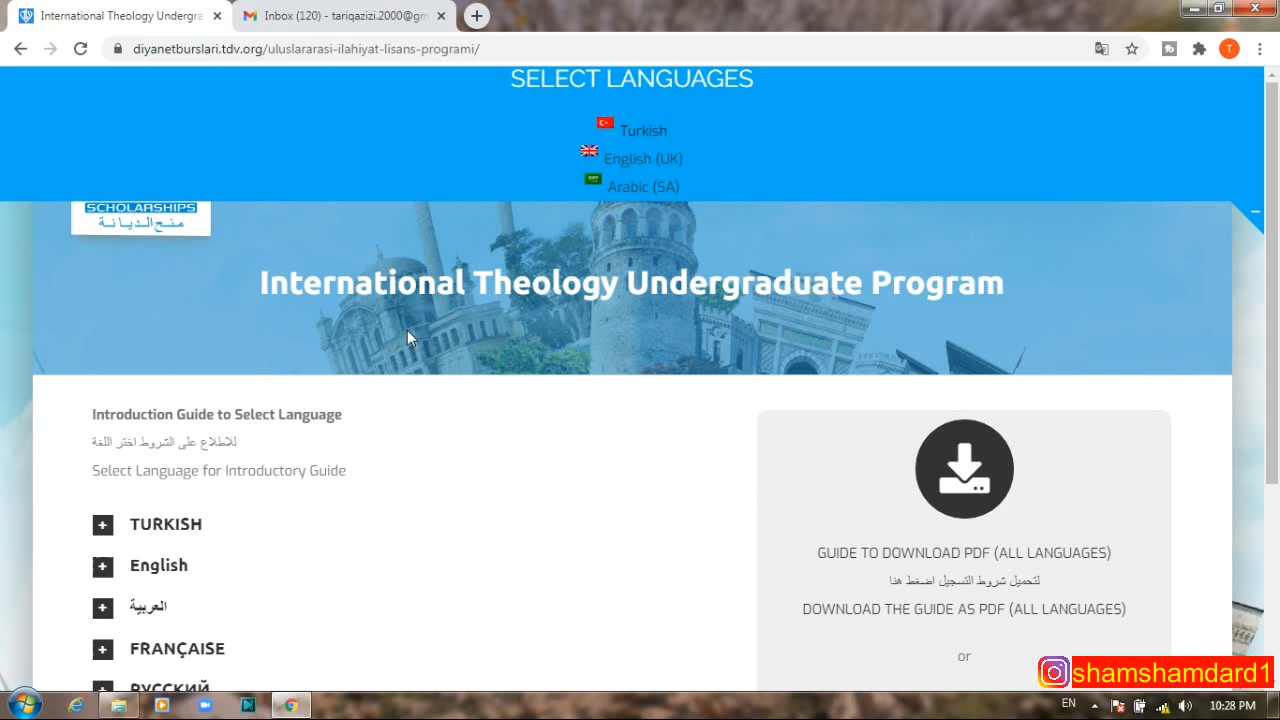 International Theology Undergra
Inbox (120) - tariqazizi.2000@gm
diyanetburslari.tdv.org/uluslararasi-ilahiyat-lisans-programi/
T
SELECT LANGUAGES
Turkish
English (UK)
Arabic (SA)
SCHOLARSHIPS
منح الديانة
International Theology Undergraduate Program
Introduction Guide to Select Language
للاطلاع على الشروط اختر اللغة
Select Language for Introductory Guide
TURKISH
English
العربية
FRANÇAISE
РУССКИЙ
GUIDE TO DOWNLOAD PDF (ALL LANGUAGES)
لتحميل شروط التسجيل اضغط هنا
DOWNLOAD THE GUIDE AS PDF (ALL LANGUAGES)
or
shamshamdard1
EN
10:28 PM